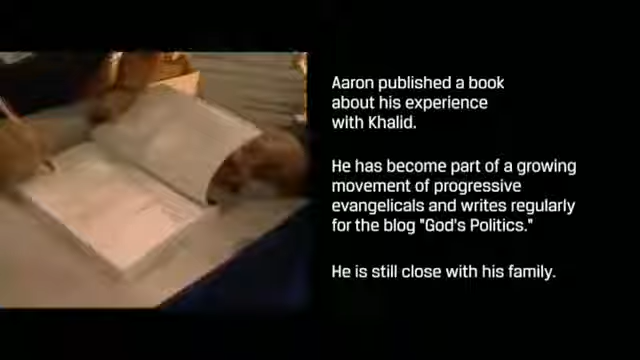 Aaron published a book
about his experience
with Khalid.
He has become part of a growing
movement of progressive
evangelicals and writes regularly
for the blog "God's Politics."
He is still close with his family.